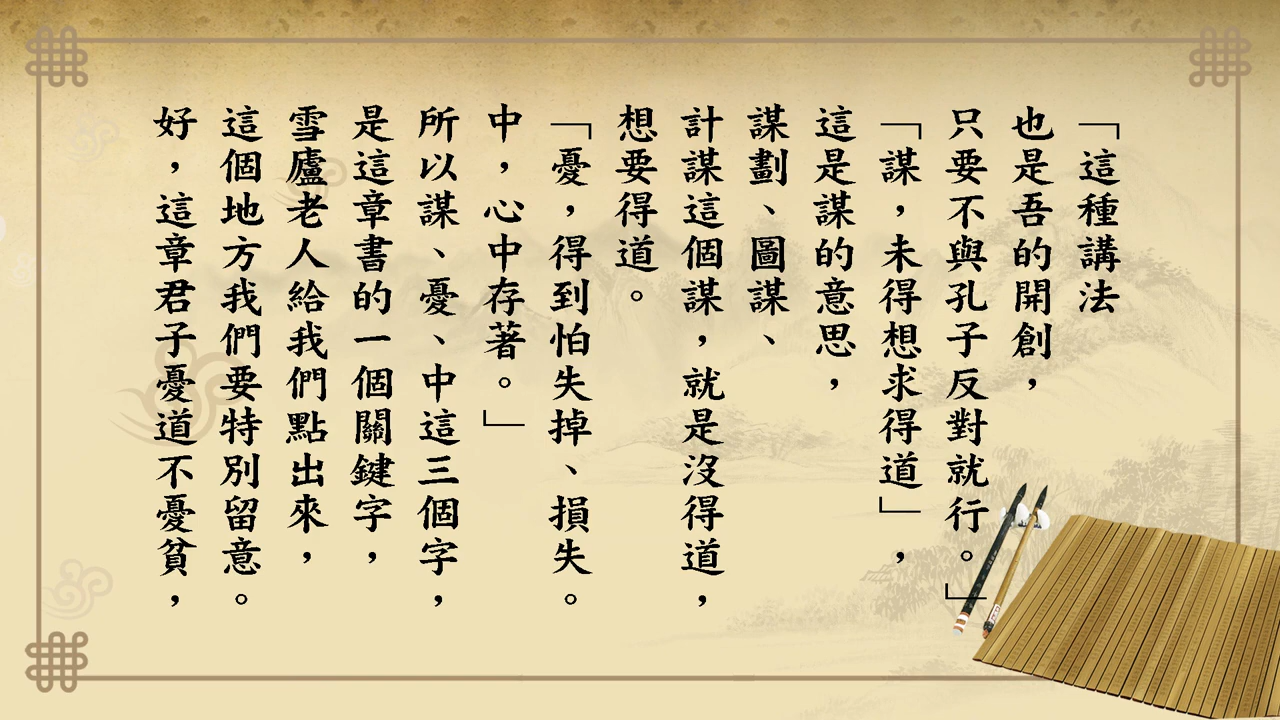 「這種講法
也是吾的開創，
只要不與孔子反對就行。」
「謀，未得想求得道」，
這是謀的意思，
謀劃、圖謀、
計謀這個謀，就是沒得道，
想要得道。
「憂，得到怕失掉、損失。
中，心中存著。」
所以謀、憂、中這三個字，
是這章書的一個關鍵字，
雪廬老人給我們點出來，
這個地方我們要特別留意。
好，這章君子憂道不憂貧，